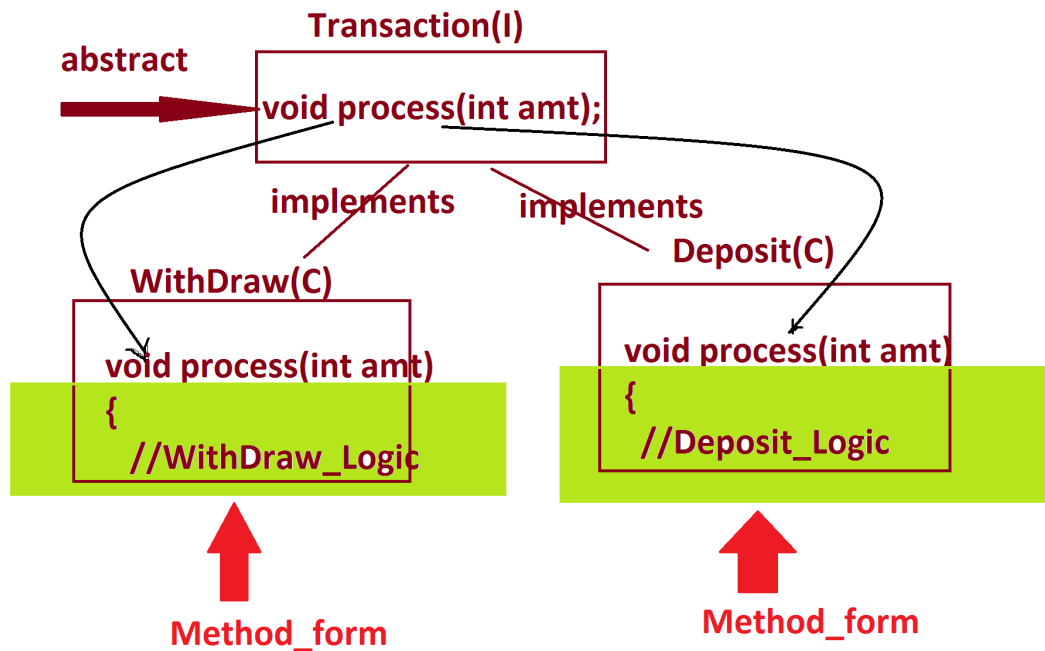 Transaction(I)
abstract
void process(int amt);
implements
implements
WithDraw(C)
void process(int amt)
{
//WithDraw_Logic
Method_form
Deposit(C)
void process(int amt)
{
//Deposit_Logic
Method_form